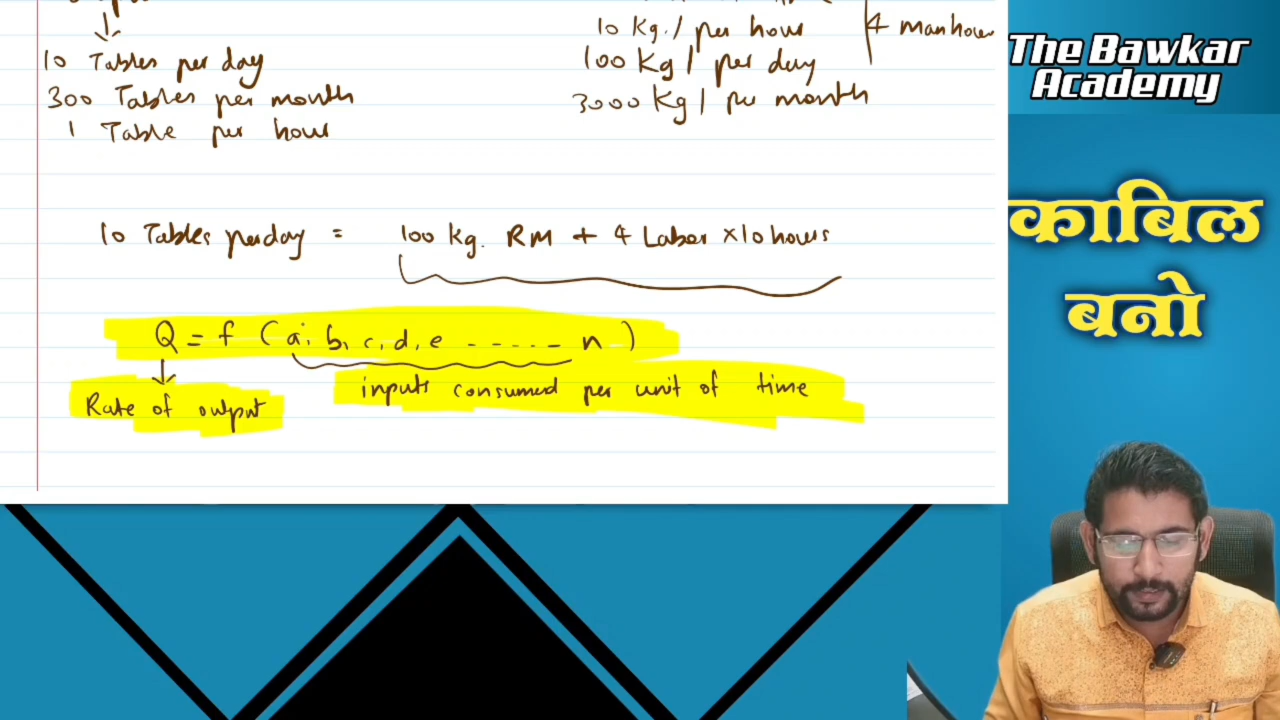 10 Kg./ per hour
4 manhour
10 Tables per day
100 Kg/ per day
300 Tables per month
3000 Kg/ per month
1 Table per hour
10 Tables per day = 100 Kg. RM + 4 Labor x10 hours
Q = f (a, b, c, d, e ------ n)
inputs consumed per unit of time
Rate of output
The Bawkar
Academy
काबिल
बनो